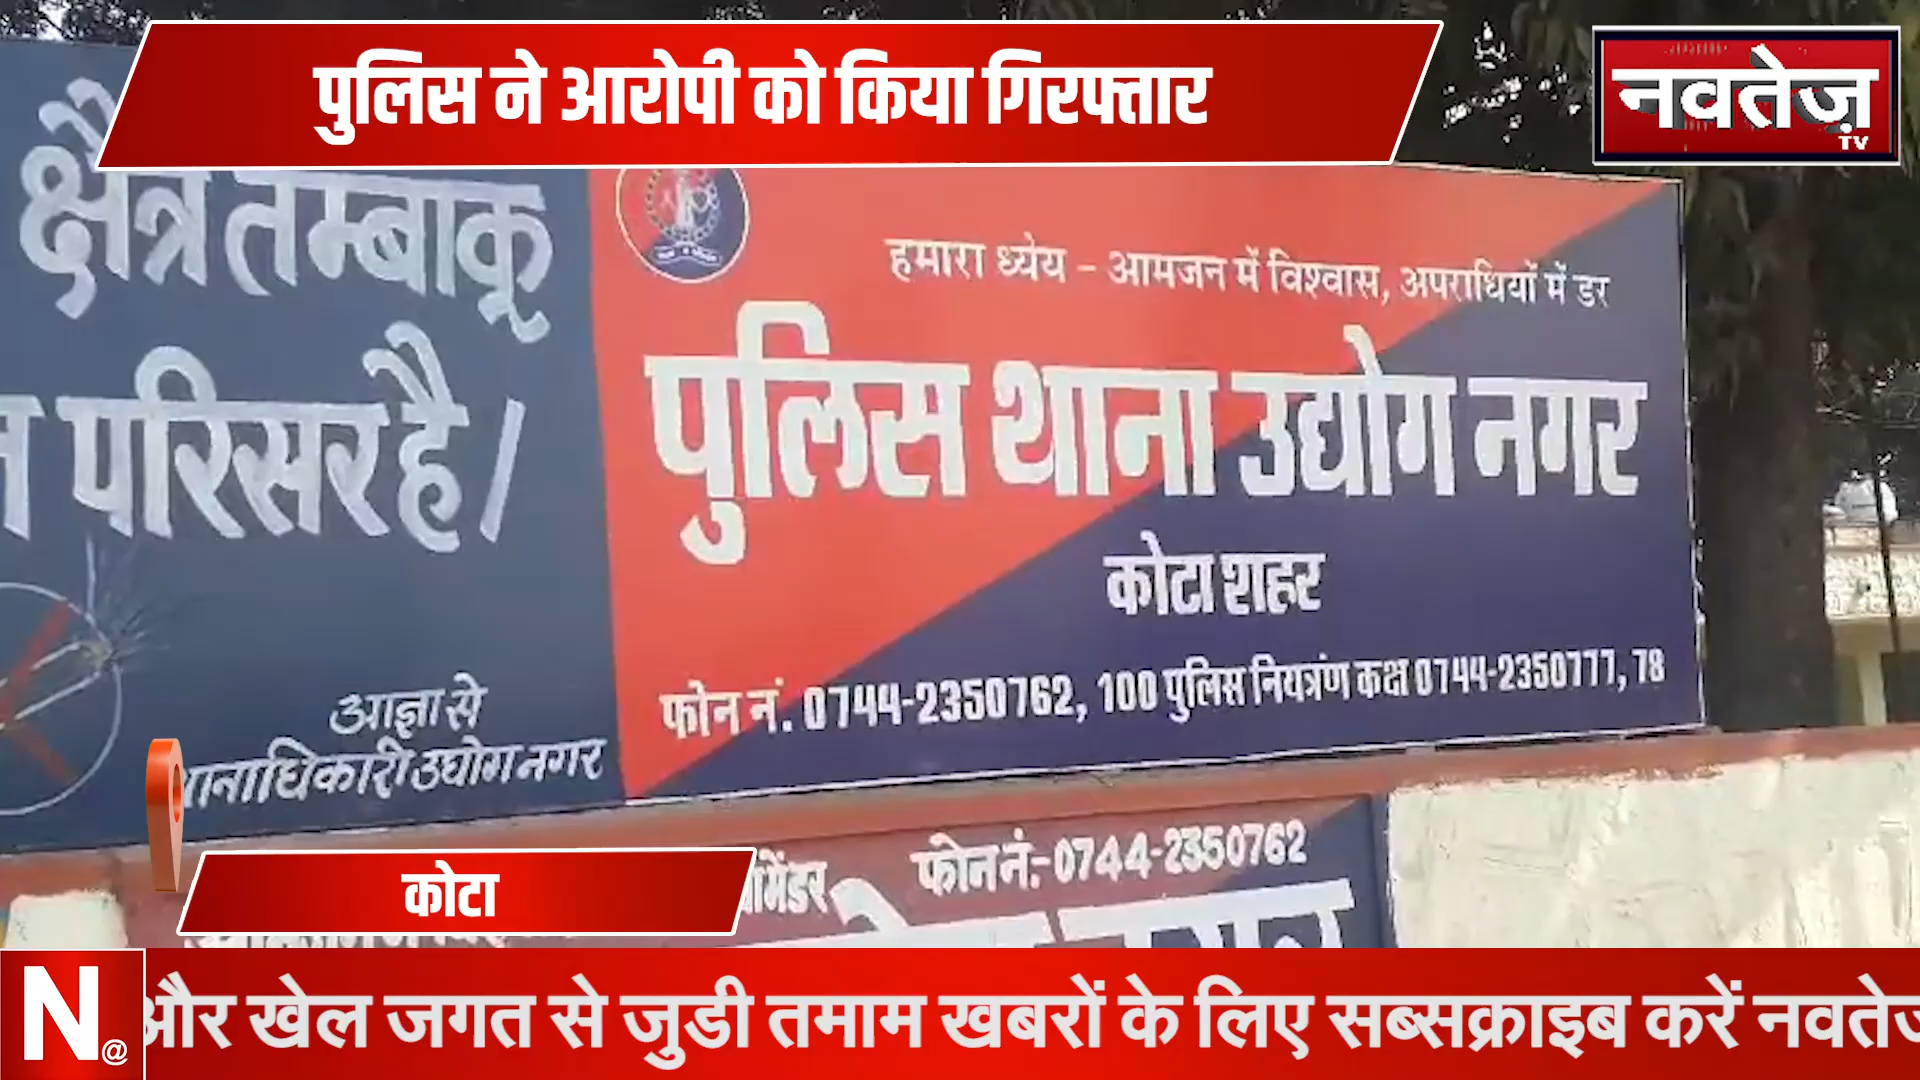 पुलिस ने आरोपी को किया गिरफ्तार
नवतेज़
TV
क्षेत्र तम्बाकू
परिसर है।
आज्ञा से
थानाधिकारी उद्योग नगर
हमारा ध्येय - आमजन में विश्वास, अपराधियों में डर
पुलिस थाना उद्योग नगर
कोटा शहर
फोन नं. 0744-2350762, 100 पुलिस नियत्रंण कक्ष 0744-2350777, 78
फोन नं:-0744-2350762
कोटा
N@
और खेल जगत से जुडी तमाम खबरों के लिए सब्सक्राइब करें नवतेज